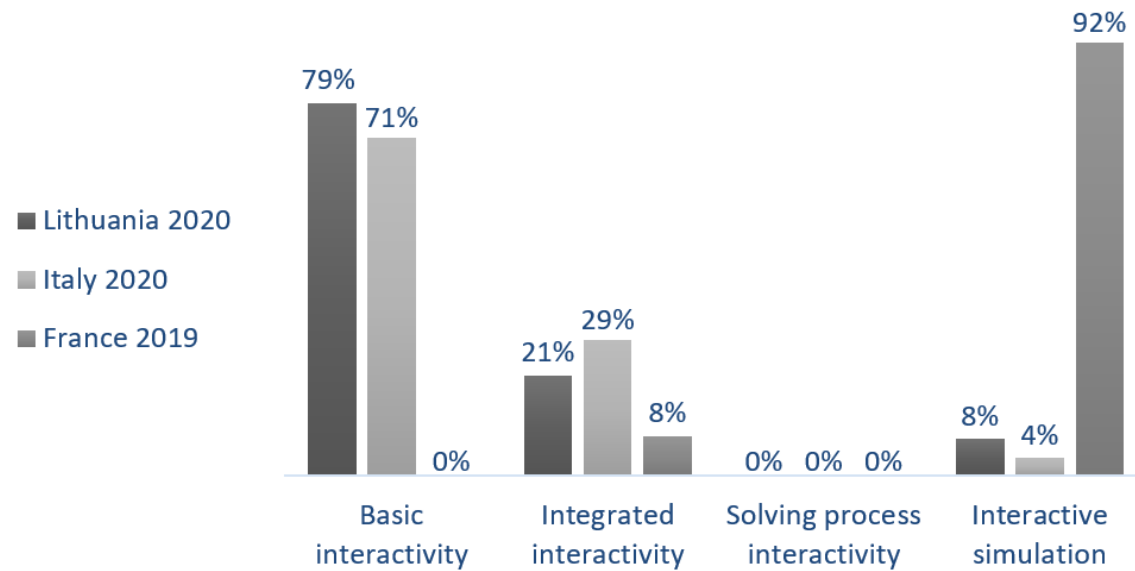 92%
79%
71%
Lithuania 2020
Italy 2020
France 2019
29%
21%
8%
8%
4%
0%
0% 0% 0%
Basic interactivity
Integrated interactivity
Solving process interactivity
Interactive simulation